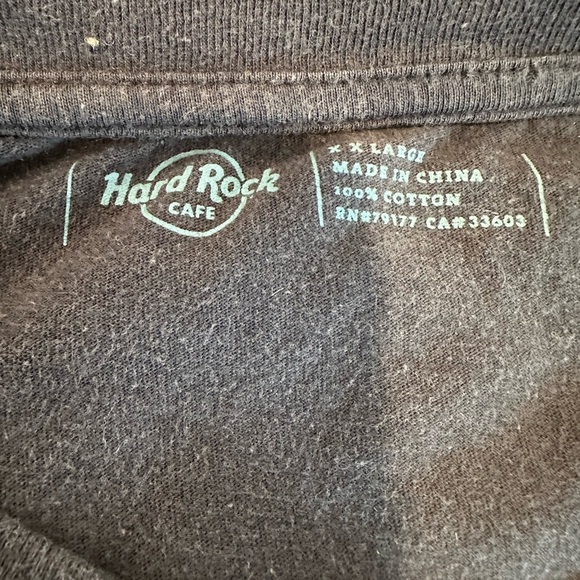 Hard Rock
CAFE
X X LARGE
MADE IN CHINA
100% COTTON
RN#79177 CA#33603